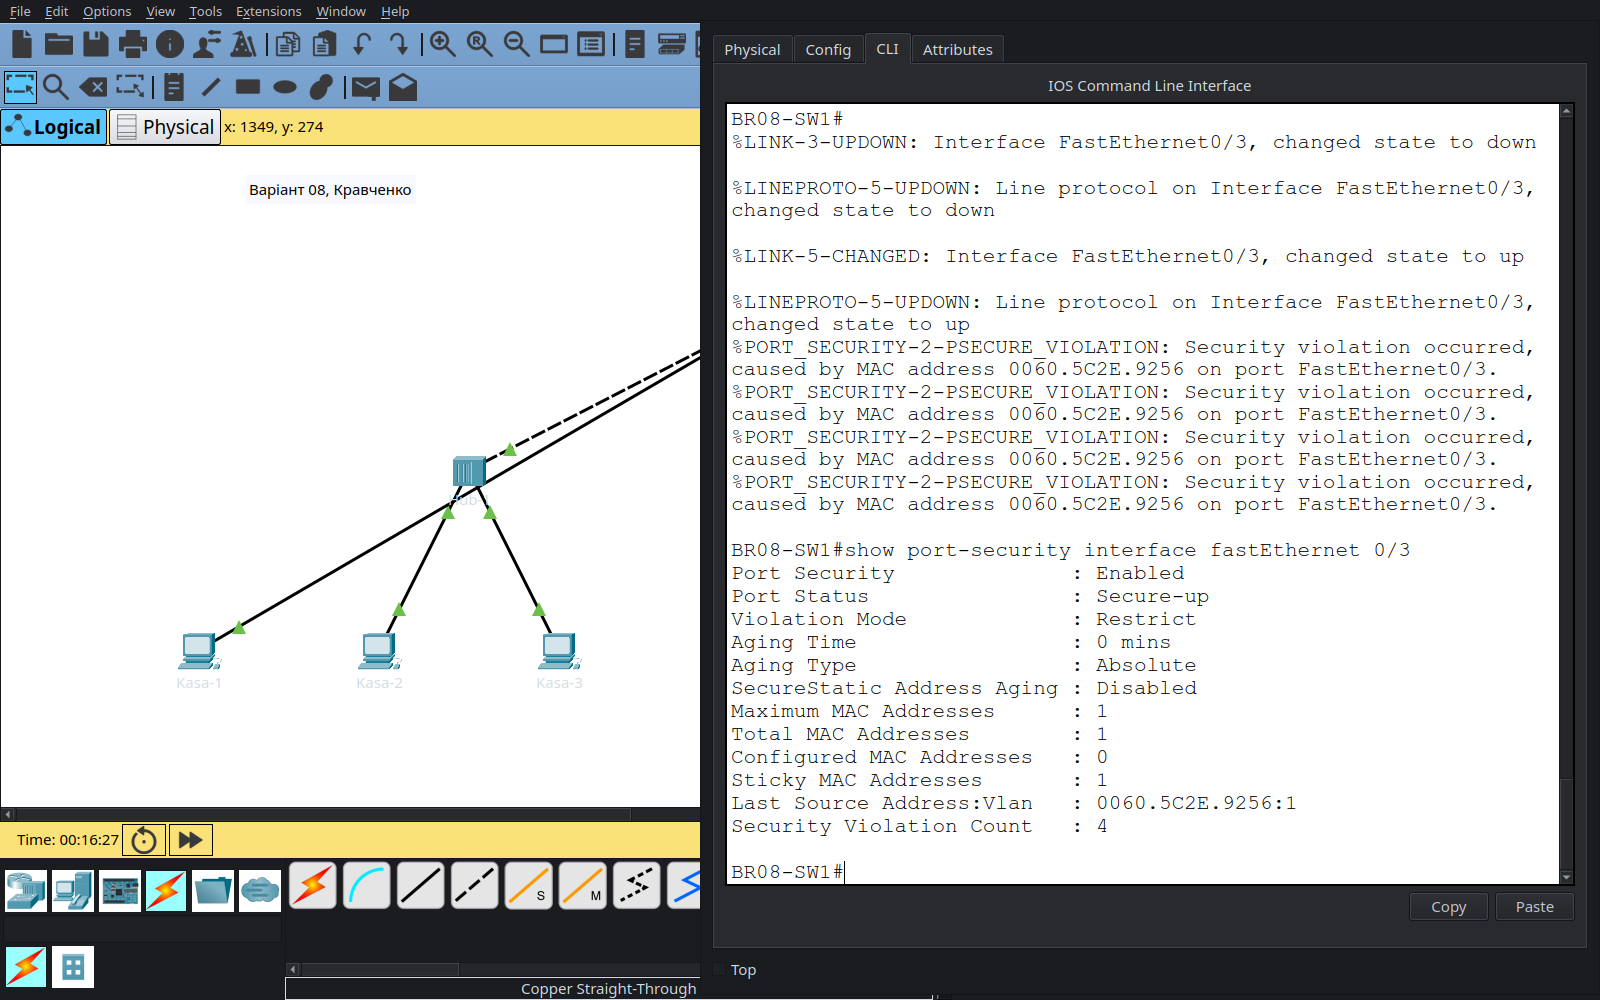 File Edit Options View Tools Extensions Window Help
Logical Physical x: 1349, y: 274
Варіант 08, Кравченко
Kasa-1 Kasa-2 Kasa-3
Time: 00:16:27
S M
Copper Straight-Through
Physical Config CLI Attributes
IOS Command Line Interface
BR08-SW1#
%LINK-3-UPDOWN: Interface FastEthernet0/3, changed state to down
%LINEPROTO-5-UPDOWN: Line protocol on Interface FastEthernet0/3,
changed state to down
%LINK-5-CHANGED: Interface FastEthernet0/3, changed state to up
%LINEPROTO-5-UPDOWN: Line protocol on Interface FastEthernet0/3,
changed state to up
%PORT_SECURITY-2-PSECURE_VIOLATION: Security violation occurred,
caused by MAC address 0060.5C2E.9256 on port FastEthernet0/3.
%PORT_SECURITY-2-PSECURE_VIOLATION: Security violation occurred,
caused by MAC address 0060.5C2E.9256 on port FastEthernet0/3.
%PORT_SECURITY-2-PSECURE_VIOLATION: Security violation occurred,
caused by MAC address 0060.5C2E.9256 on port FastEthernet0/3.
%PORT_SECURITY-2-PSECURE_VIOLATION: Security violation occurred,
caused by MAC address 0060.5C2E.9256 on port FastEthernet0/3.
BR08-SW1#show port-security interface fastEthernet 0/3
Port Security : Enabled
Port Status : Secure-up
Violation Mode : Restrict
Aging Time : 0 mins
Aging Type : Absolute
SecureStatic Address Aging : Disabled
Maximum MAC Addresses : 1
Total MAC Addresses : 1
Configured MAC Addresses : 0
Sticky MAC Addresses : 1
Last Source Address:Vlan : 0060.5C2E.9256:1
Security Violation Count : 4
BR08-SW1#
Copy Paste
Top